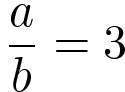 a/b = 3